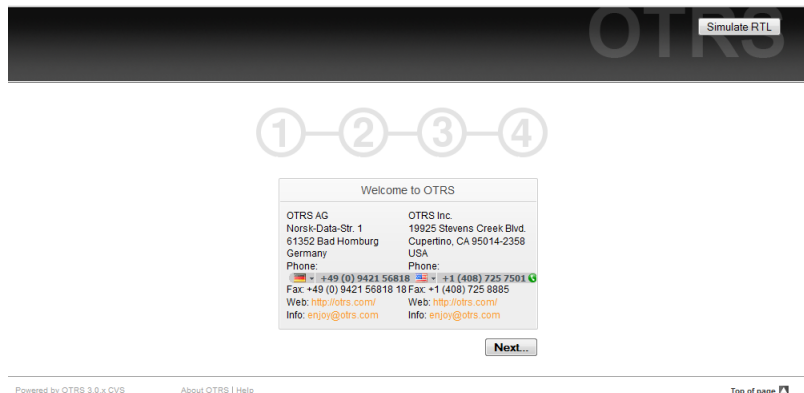 OTRS
Simulate RTL
1 2 3 4
Welcome to OTRS
OTRS AG
Norsk-Data-Str. 1
61352 Bad Homburg
Germany
Phone:
+49 (0) 9421 56818
Fax: +49 (0) 9421 56818 18
Web: http://otrs.com/
Info: enjoy@otrs.com
OTRS Inc.
19925 Stevens Creek Blvd.
Cupertino, CA 95014-2358
USA
Phone:
+1 (408) 725 7501
Fax: +1 (408) 725 8885
Web: http://otrs.com/
Info: enjoy@otrs.com
Next...
Powered by OTRS 3.0.x CVS
About OTRS | Help
Top of page